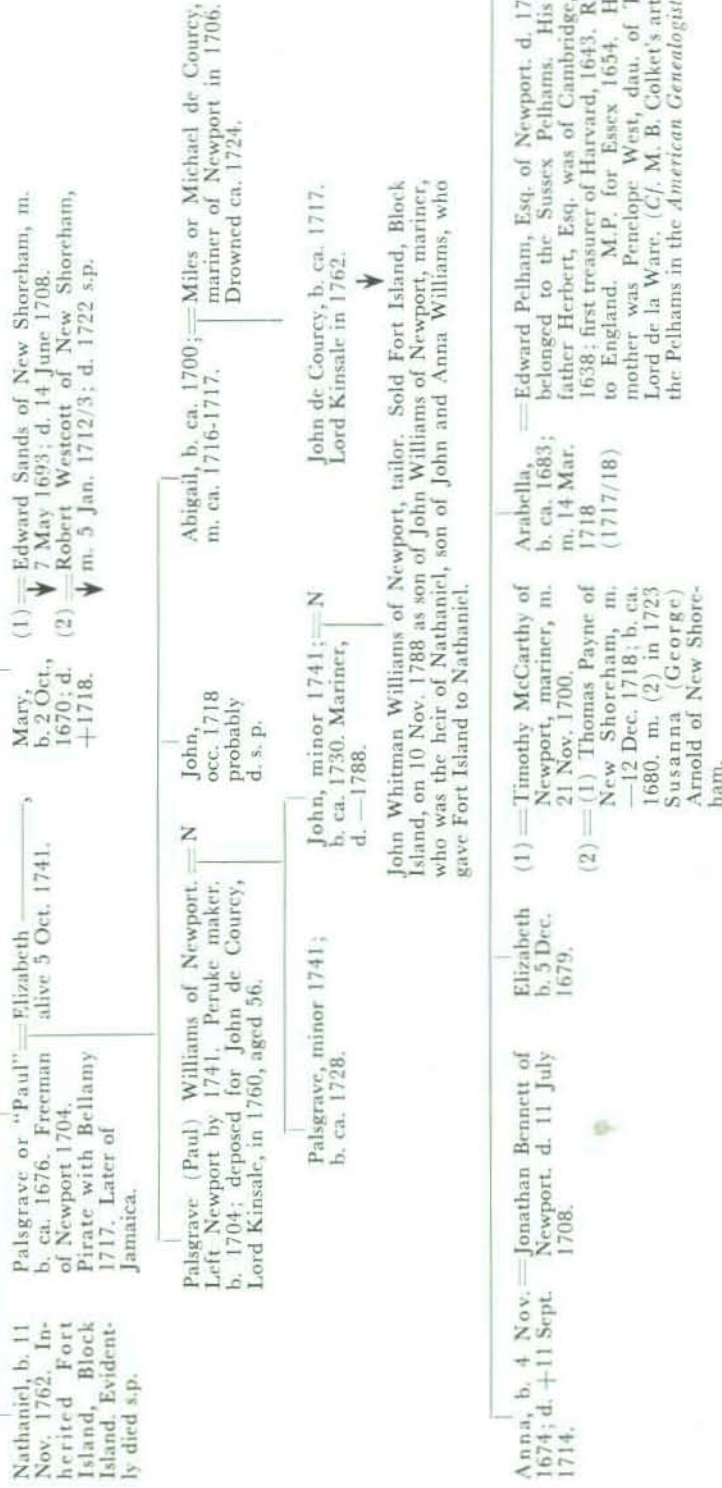 Nathaniel, b. 11
Nov. 1762. In-
herited Fort
Island, Block
Island. Evident-
ly died s.p.
Palsgrave or "Paul" = Elizabeth ———,
b. ca. 1676. Freeman
of Newport 1704.
Pirate with Bellamy
1717. Later of
Jamaica.
alive 5 Oct. 1741.
Mary,
b. 2 Oct.,
1670; d.
+1718.
(1) = Edward Sands of New Shoreham, m.
7 May 1693; d. 14 June 1708.
(2) = Robert Westcott of New Shoreham,
m. 5 Jan. 1712/3; d. 1722 s.p.
Palsgrave (Paul) Williams of Newport. = N
Left Newport by 1741. Peruke maker.
b. 1704; deposed for John de Courcy,
Lord Kinsale, in 1760, aged 56.
John,
occ. 1718
probably
d. s. p.
Abigail, b. ca. 1700; = Miles or Michael de Courcy,
m. ca. 1716-1717.
mariner of Newport in 1706.
Drowned ca. 1724.
Palsgrave, minor 1741;
b. ca. 1728.
John, minor 1741; = N
b. ca. 1730. Mariner,
d. —1788.
John de Courcy, b. ca. 1717.
Lord Kinsale in 1762.
John Whitman Williams of Newport, tailor. Sold Fort Island, Block
Island, on 10 Nov. 1788 as son of John Williams of Newport, mariner,
who was the heir of Nathaniel, son of John and Anna Williams, who
gave Fort Island to Nathaniel.
Anna, b. 4 Nov. = Jonathan Bennett of
1674; d. +11 Sept.
1714.
Newport. d. 11 July
1708.
Elizabeth
b. 5 Dec.
1679.
(1) = Timothy McCarthy of
Newport, mariner, m.
21 Nov. 1700.
(2) = (1) Thomas Payne of
New Shoreham, m.
—12 Dec. 1718; b. ca.
1680. m. (2) in 1723
Susanna (George)
Arnold of New Shore-
ham.
Arabella,
b. ca. 1683;
m. 14 Mar.
1718
(1717/18)
= Edward Pelham, Esq. of Newport. d. 17
belonged to the Sussex Pelhams. His
father Herbert, Esq. was of Cambridge,
1638; first treasurer of Harvard, 1643. R
to England. M.P. for Essex 1654. H
mother was Penelope West, dau. of T
Lord de la Ware. (Cf. M. B. Colket's art
the Pelhams in the American Genealogist